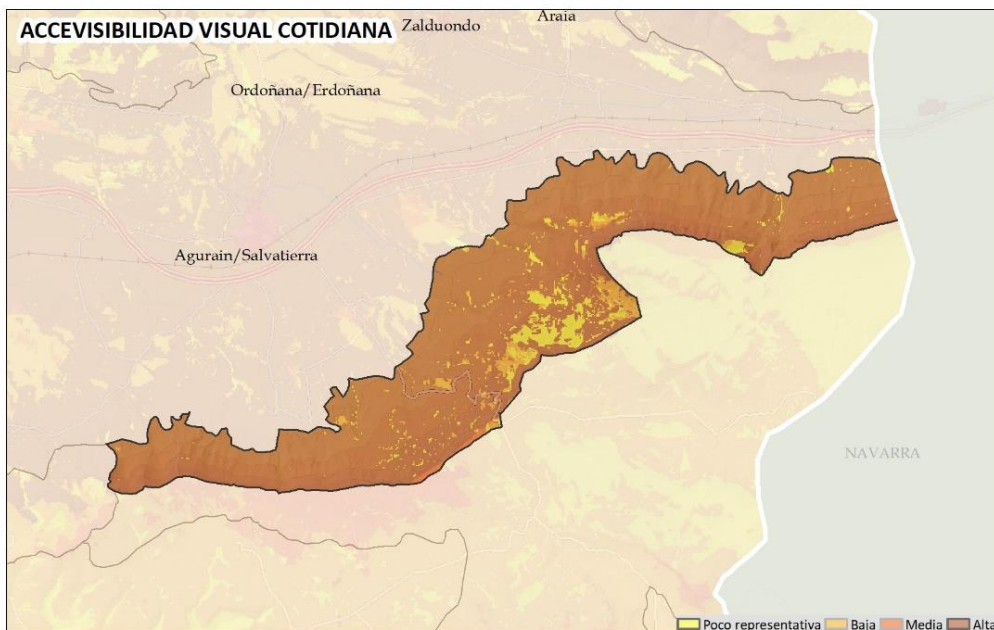 ACCEVISIBILIDAD VISUAL COTIDIANA
Zalduondo
Araia
Ordoñana/Erdoñana
Agurain/Salvatierra
NAVARRA
Poco representativa Baja Media Alta